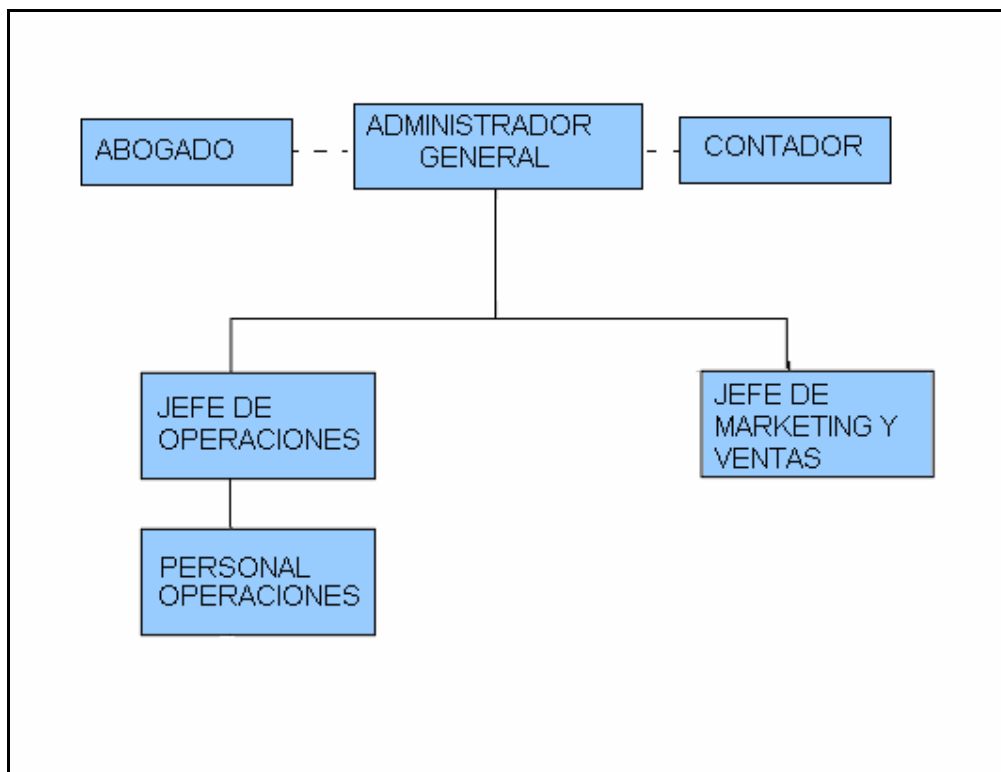 ABOGADO
ADMINISTRADOR
GENERAL
CONTADOR
JEFE DE
OPERACIONES
JEFE DE
MARKETING Y
VENTAS
PERSONAL
OPERACIONES